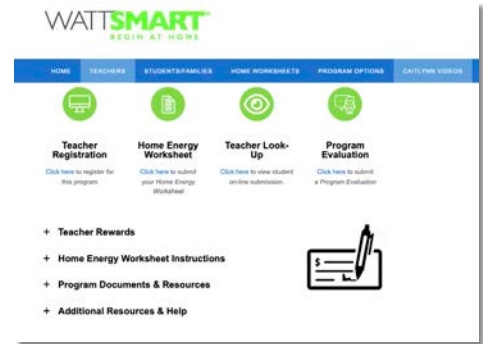 WATTSMART
BEGIN AT HOME
HOME TEACHERS STUDENTS/FAMILIES HOME WORKSHEETS PROGRAM OPTIONS CAITLYNN VIDEOS
Teacher Registration
Click here to register for this program
Home Energy Worksheet
Click here to submit your Home Energy Worksheet
Teacher Look-Up
Click here to view student on-line submission.
Program Evaluation
Click here to submit a Program Evaluation
+ Teacher Rewards
+ Home Energy Worksheet Instructions
+ Program Documents & Resources
+ Additional Resources & Help
$